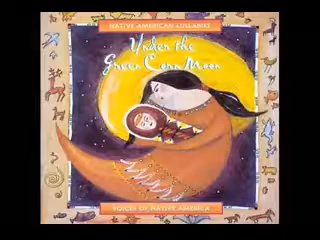 NATIVE AMERICAN LULLABIES
Under the
Green Corn Moon
VOICES OF NATIVE AMERICA